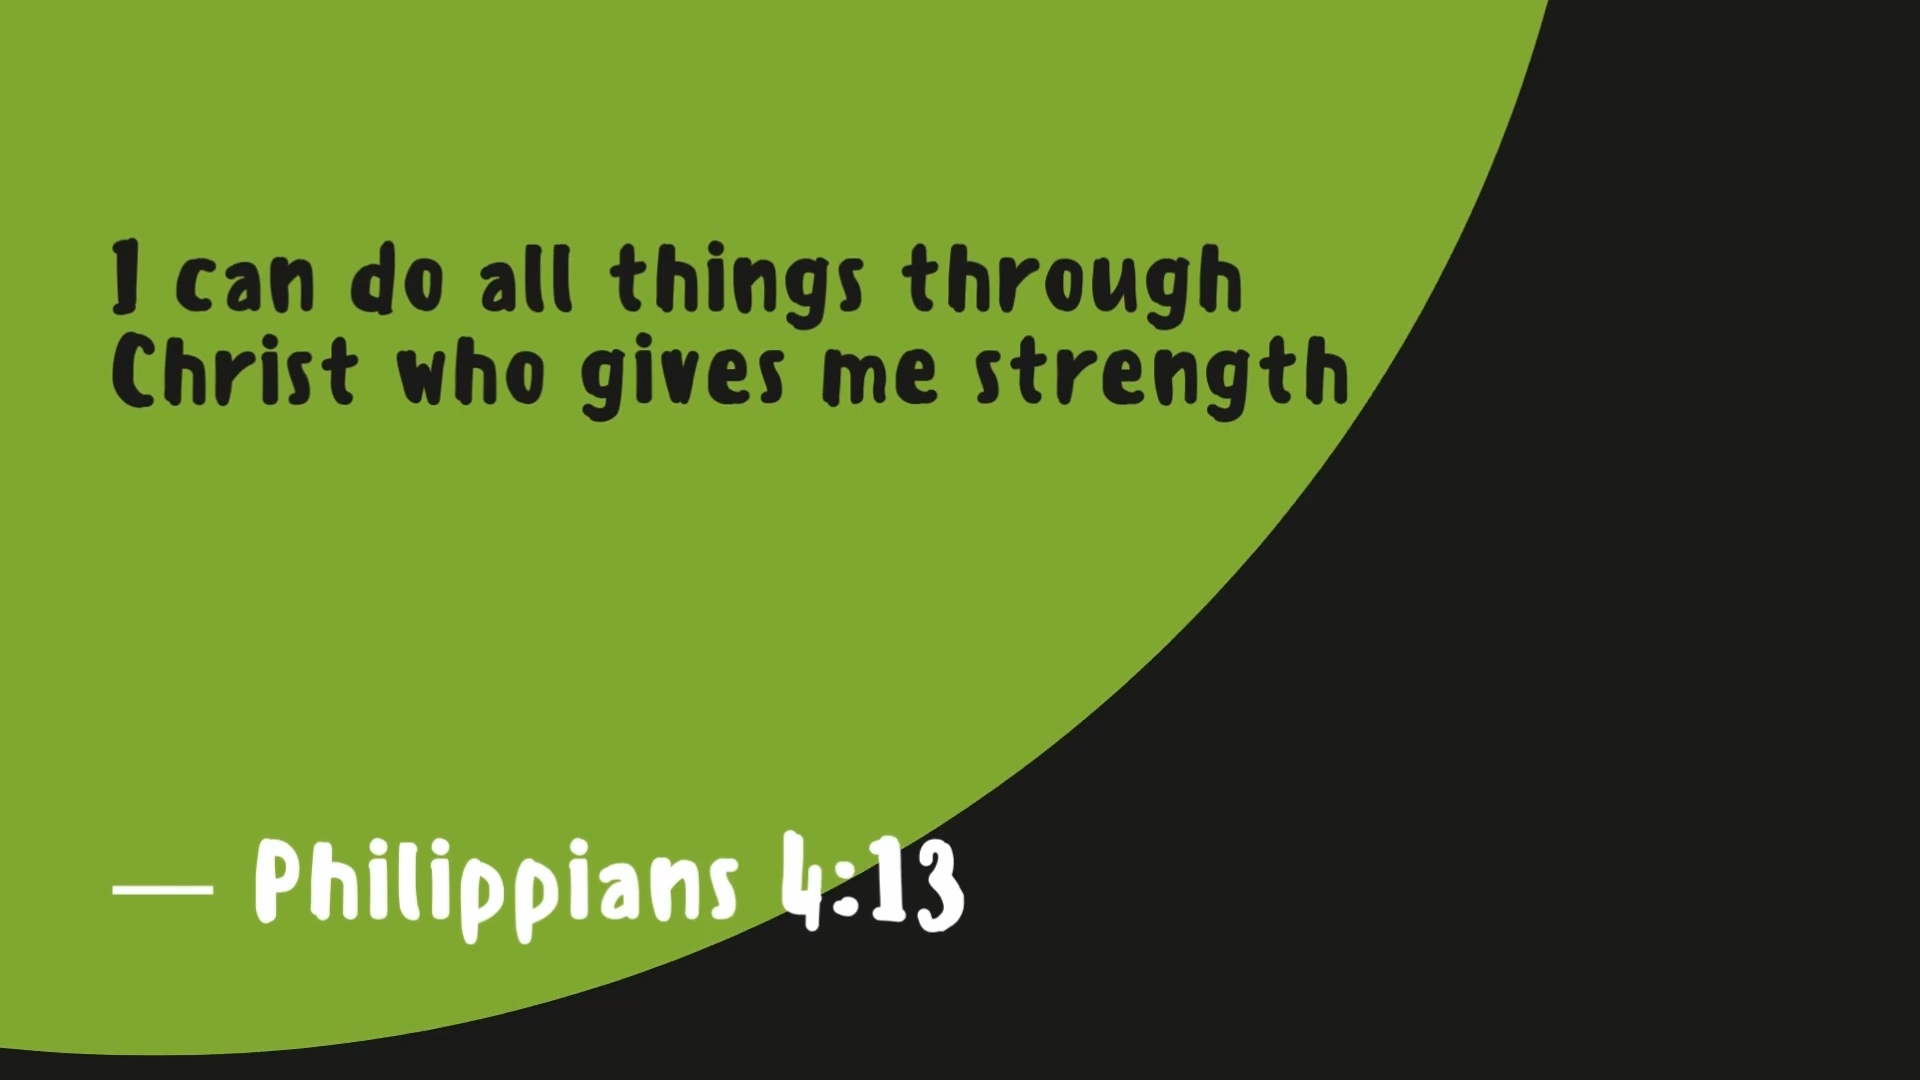 I can do all things through
Christ who gives me strength
— Philippians 4:13